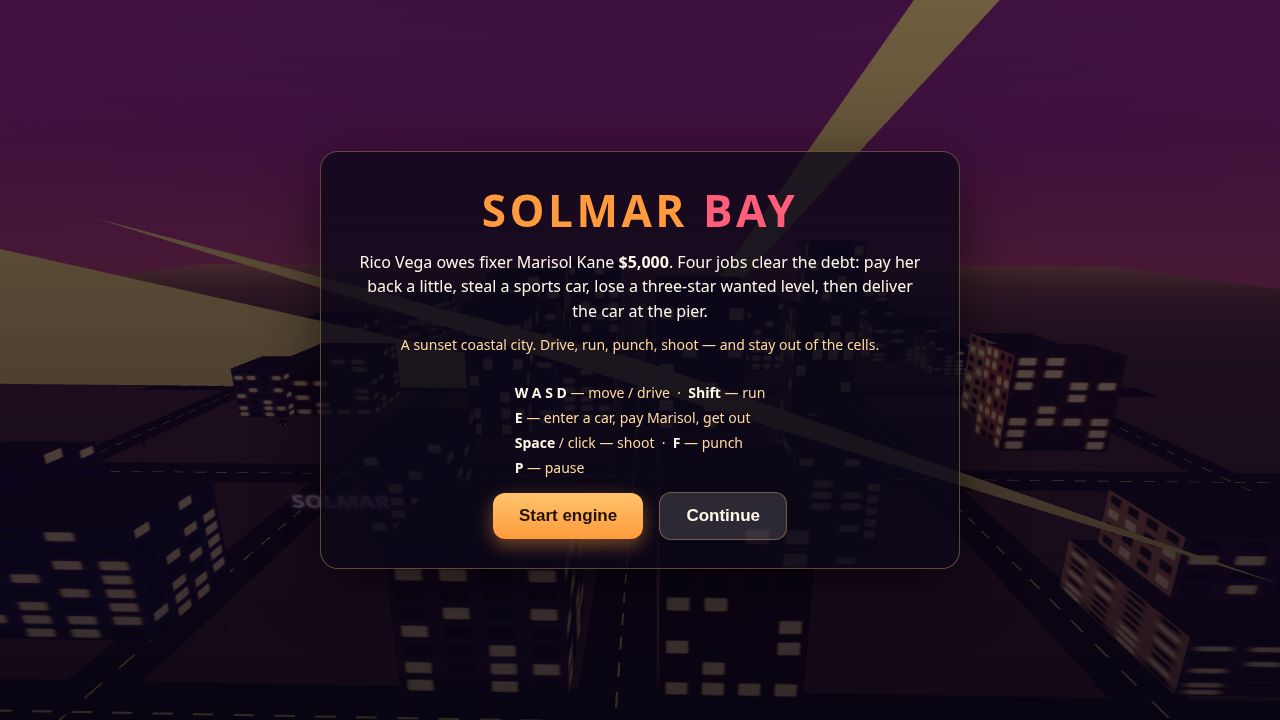 SOLMAR BAY
Rico Vega owes fixer Marisol Kane $5,000. Four jobs clear the debt: pay her
back a little, steal a sports car, lose a three-star wanted level, then deliver
the car at the pier.
A sunset coastal city. Drive, run, punch, shoot — and stay out of the cells.
W A S D — move / drive · Shift — run
E — enter a car, pay Marisol, get out
Space / click — shoot · F — punch
P — pause
SOLMAR
Start engine Continue